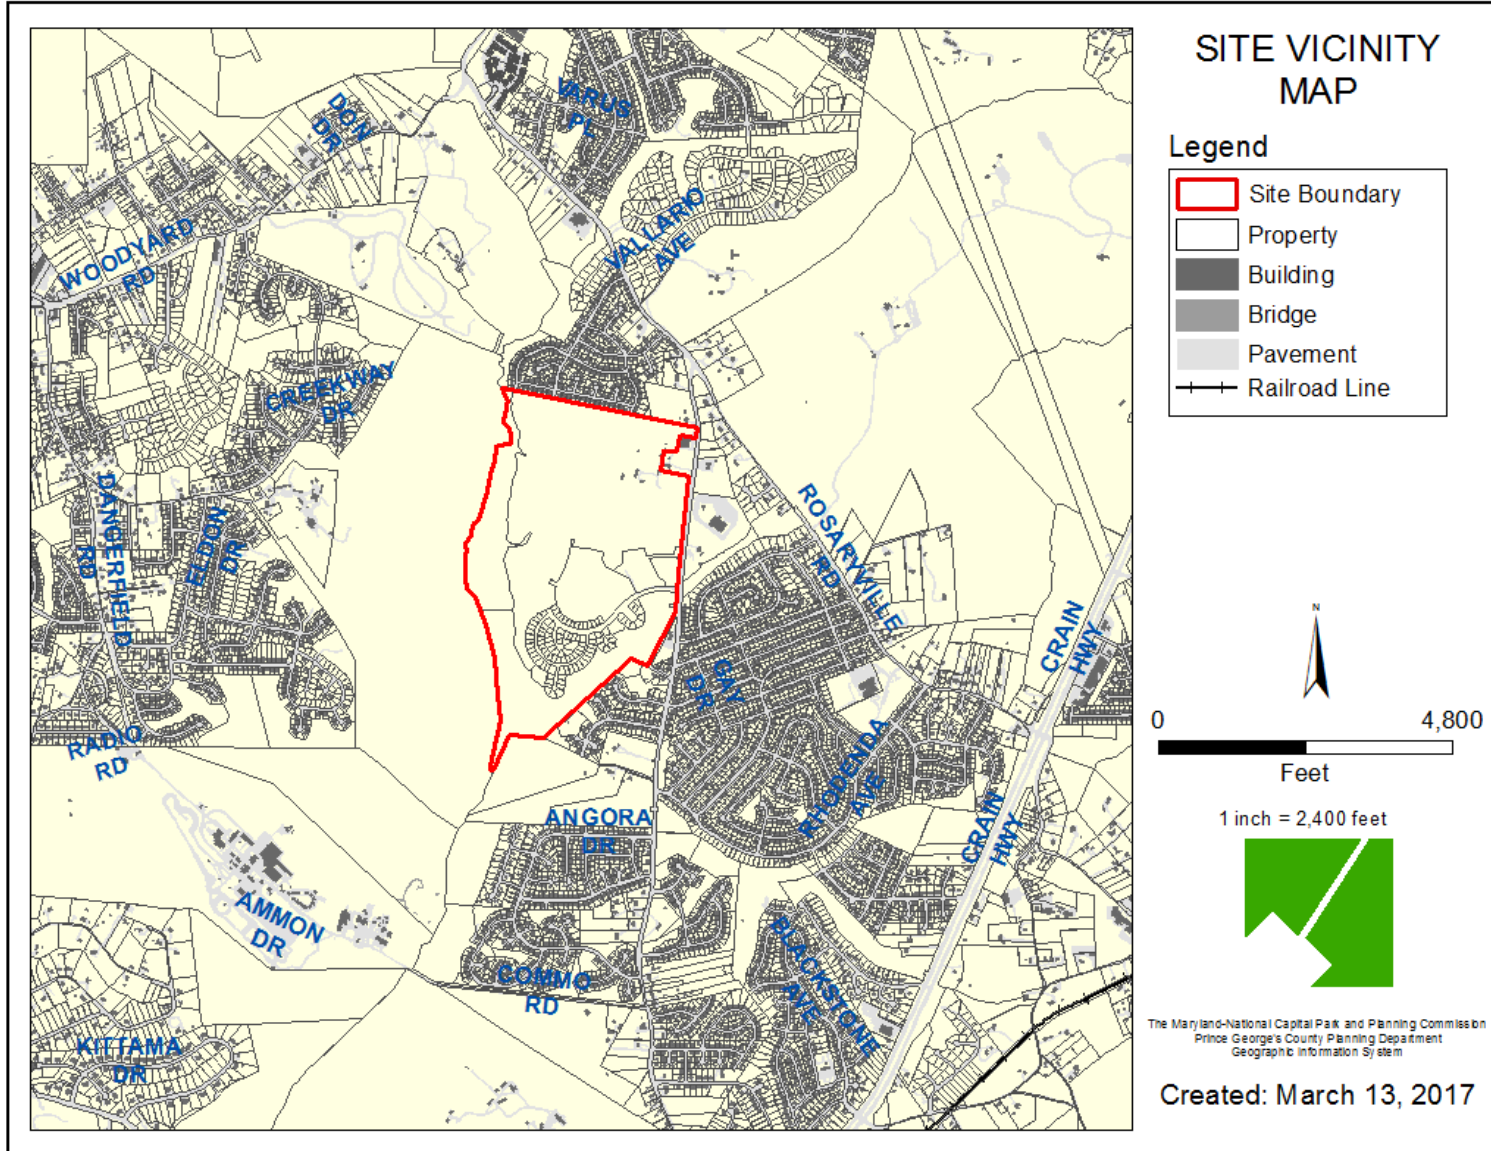 SITE VICINITY
MAP
Legend
Site Boundary
Property
Building
Bridge
Pavement
Railroad Line
N
0 4,800
Feet
1 inch = 2,400 feet
The Maryland-National Capital Park and Planning Commission
Prince George's County Planning Department
Geographic Information System
Created: March 13, 2017
VARUS
PL
DON
DR
WOODYARD
RD
VALLARIO
AVE
CREEKWAY
DR
DANGERFIELD
RD
ELDON
DR
ROSARYVILLE
RD
CRAIN
HWY
GAY
DR
RADIO
RD
RHODENDA
AVE
CRAIN
HWY
ANGORA
DR
AMMON
DR
COMMO
RD
BLACKSTONE
AVE
KITTAMA
DR